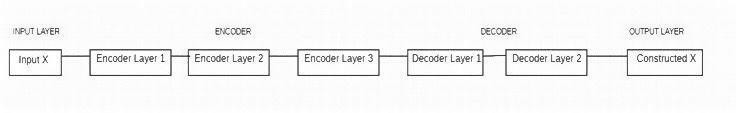 INPUT LAYER ENCODER DECODER OUTPUT LAYER
Input X Encoder Layer 1 Encoder Layer 2 Encoder Layer 3 Decoder Layer 1 Decoder Layer 2 Constructed X